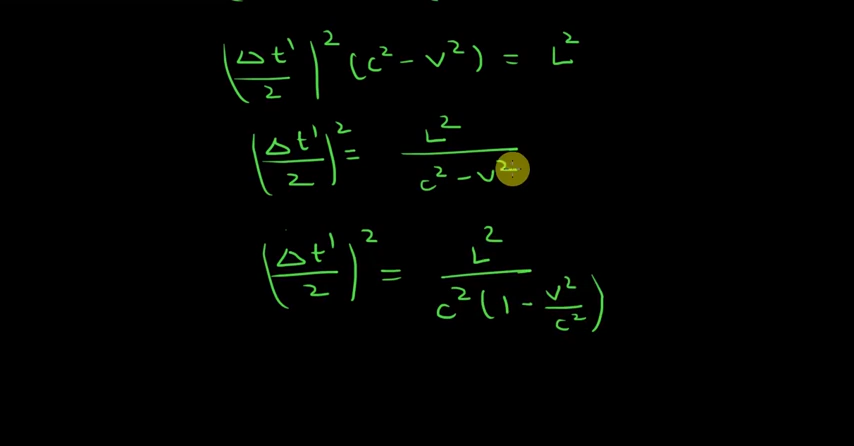 (Δt'/2)² (c² - v²) = L²
(Δt'/2)² = L²/(c² - v²)
(Δt'/2)² = L²/(c²(1 - v²/c²))